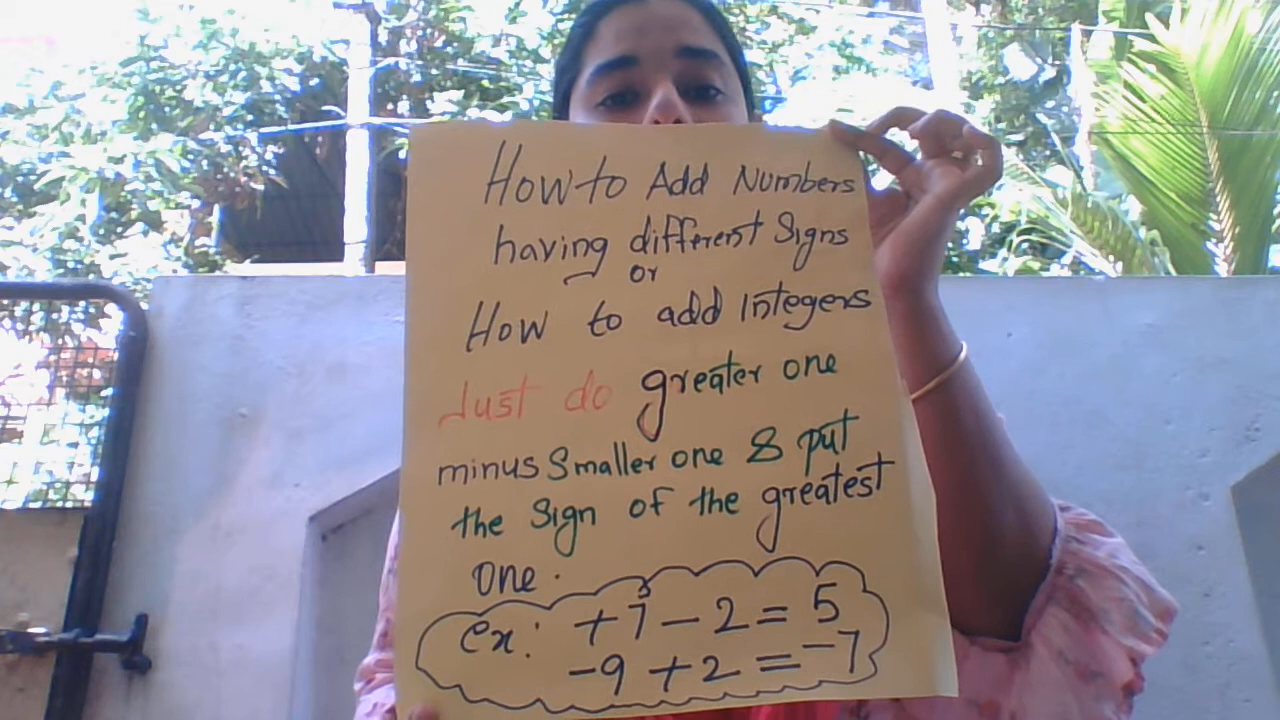 How to Add Numbers
having different Signs
or
How to add Integers
Just do greater one
minus Smaller one & put
the Sign of the greatest
one.
ex: +7 - 2 = 5
-9 + 2 = -7